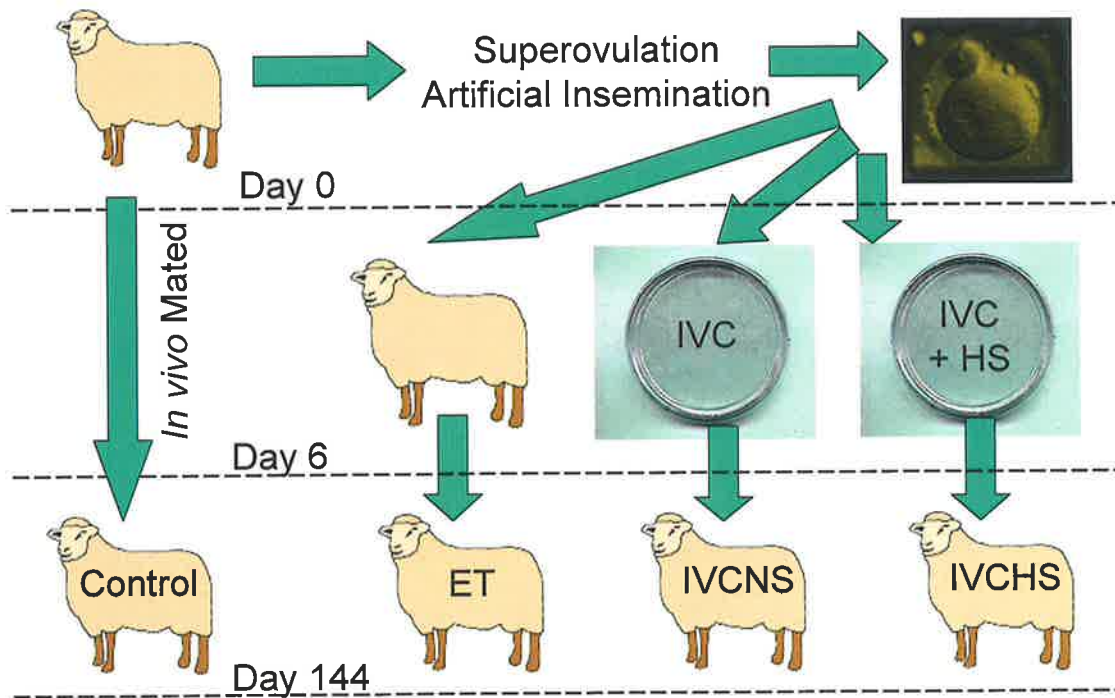 Superovulation
Artificial Insemination
Day 0
In vivo Mated
IVC
IVC
+ HS
Day 6
Control
ET
IVCNS
IVCHS
Day 144